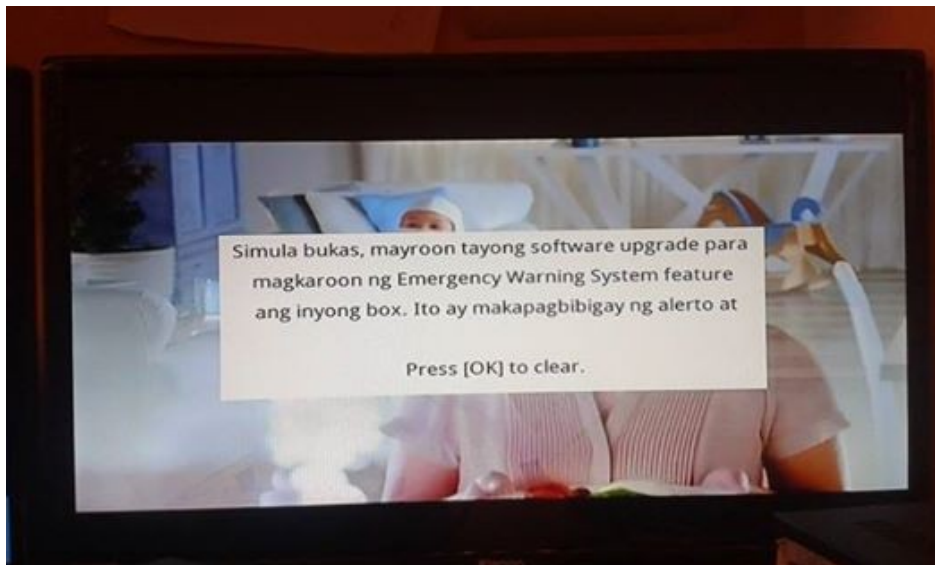 Simula bukas, mayroon tayong software upgrade para
magkaroon ng Emergency Warning System feature
ang inyong box. Ito ay makapagbibigay ng alerto at
Press [OK] to clear.